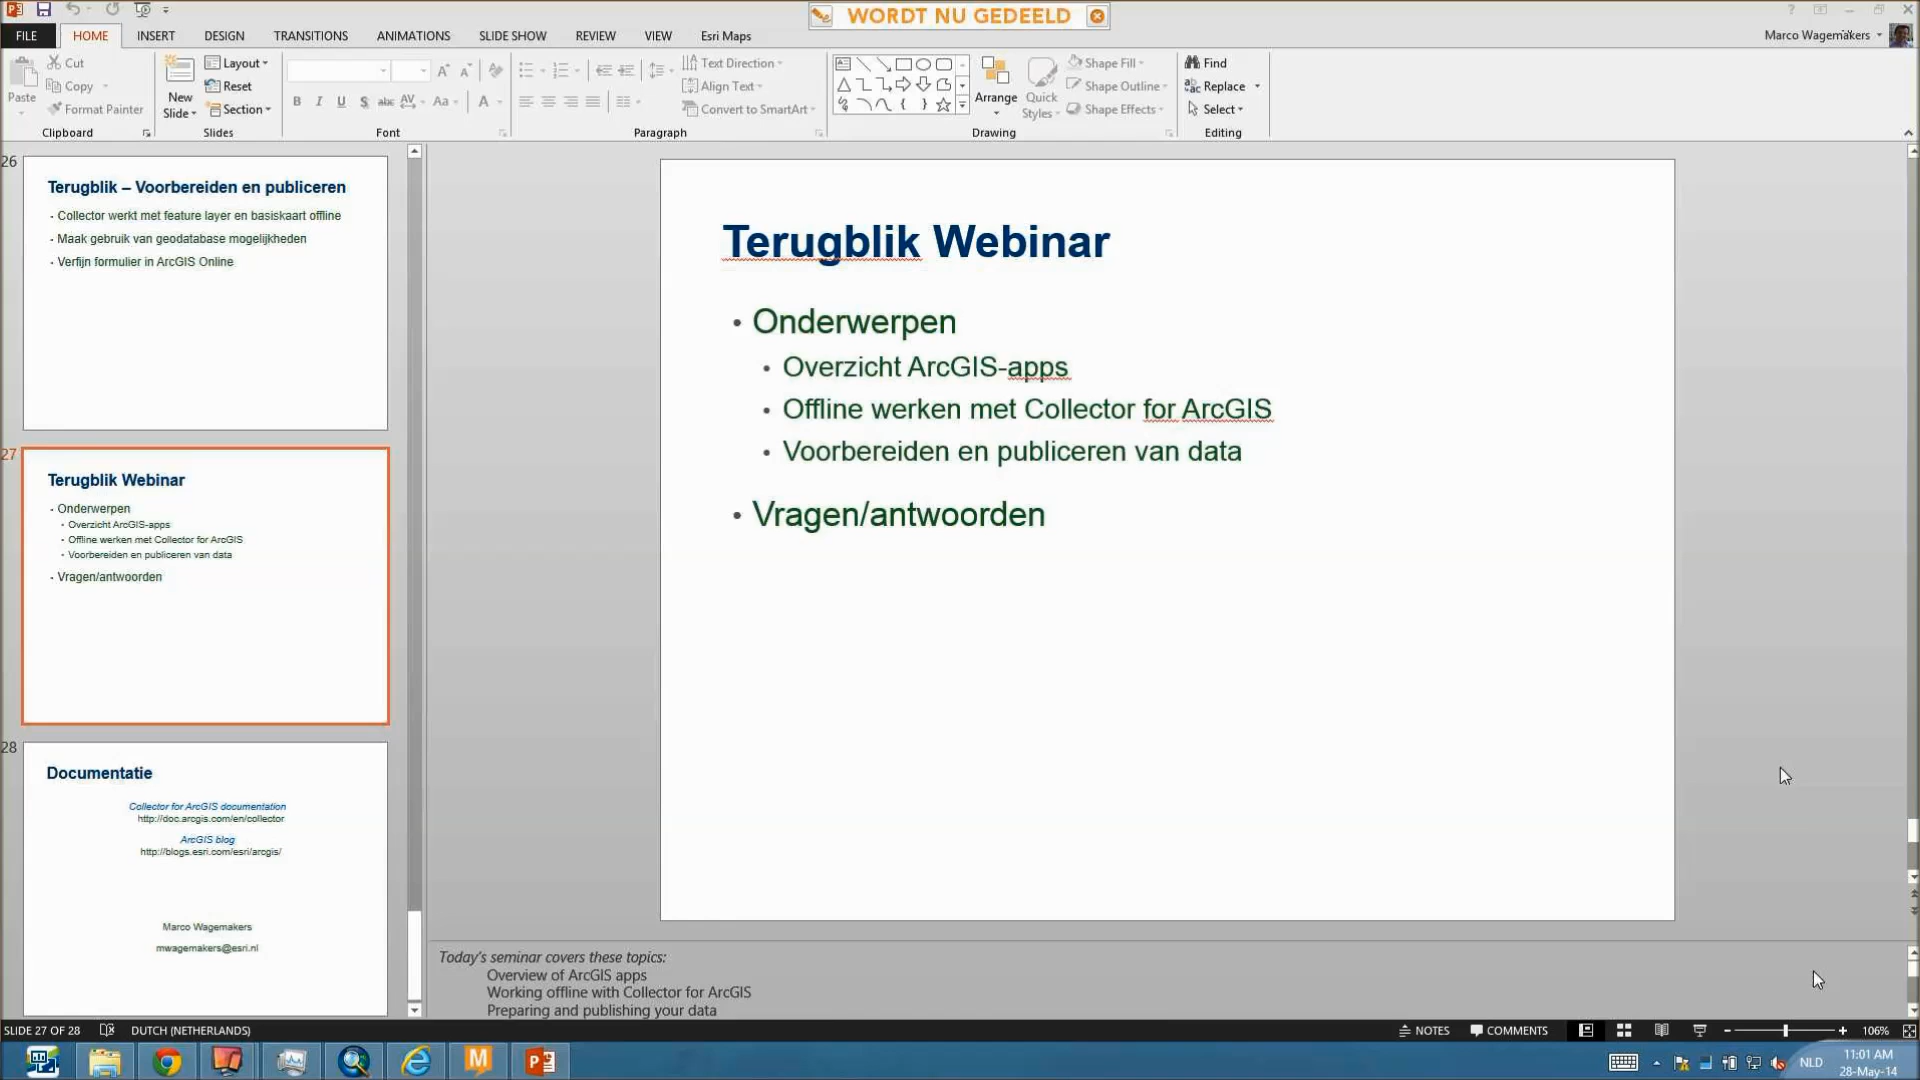 WORDT NU GEDEELD
FILE HOME INSERT DESIGN TRANSITIONS ANIMATIONS SLIDE SHOW REVIEW VIEW Esri Maps
Marco Wagemakers
Paste
Cut
Copy
Format Painter
Clipboard
New
Slide
Layout
Reset
Section
Slides
B I U S abc AV Aa A
Font
Text Direction
Align Text
Convert to SmartArt
Paragraph
Arrange
Quick
Styles
Shape Fill
Shape Outline
Shape Effects
Drawing
Find
Replace
Select
Editing
26
Terugblik – Voorbereiden en publiceren
- Collector werkt met feature layer en basiskaart offline
- Maak gebruik van geodatabase mogelijkheden
- Verfijn formulier in ArcGIS Online
27
Terugblik Webinar
- Onderwerpen
- Overzicht ArcGIS-apps
- Offline werken met Collector for ArcGIS
- Voorbereiden en publiceren van data
- Vragen/antwoorden
28
Documentatie
Collector for ArcGIS documentation
http://doc.arcgis.com/en/collector
ArcGIS blog
http://blogs.esri.com/esri/arcgis/
Marco Wagemakers
mwagemakers@esri.nl
Terugblik Webinar
• Onderwerpen
• Overzicht ArcGIS-apps
• Offline werken met Collector for ArcGIS
• Voorbereiden en publiceren van data
• Vragen/antwoorden
Today's seminar covers these topics:
Overview of ArcGIS apps
Working offline with Collector for ArcGIS
Preparing and publishing your data
SLIDE 27 OF 28 DUTCH (NETHERLANDS)
NOTES COMMENTS 106%
NLD
11:01 AM
28-May-14